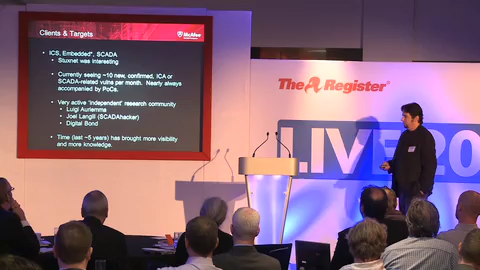 Clients & Targets
McAfee
• ICS, Embedded*, SCADA
• Stuxnet was interesting
• Currently seeing ~10 new, confirmed, ICA or
SCADA-related vulns per month. Nearly always
accompanied by PoCs.
• Very active 'independent' research community
• Luigi Auriemma
• Joel Langill (SCADAhacker)
• Digital Bond
• Time (last ~5 years) has brought more visibility
and more knowledge.
The Register
LIVE20